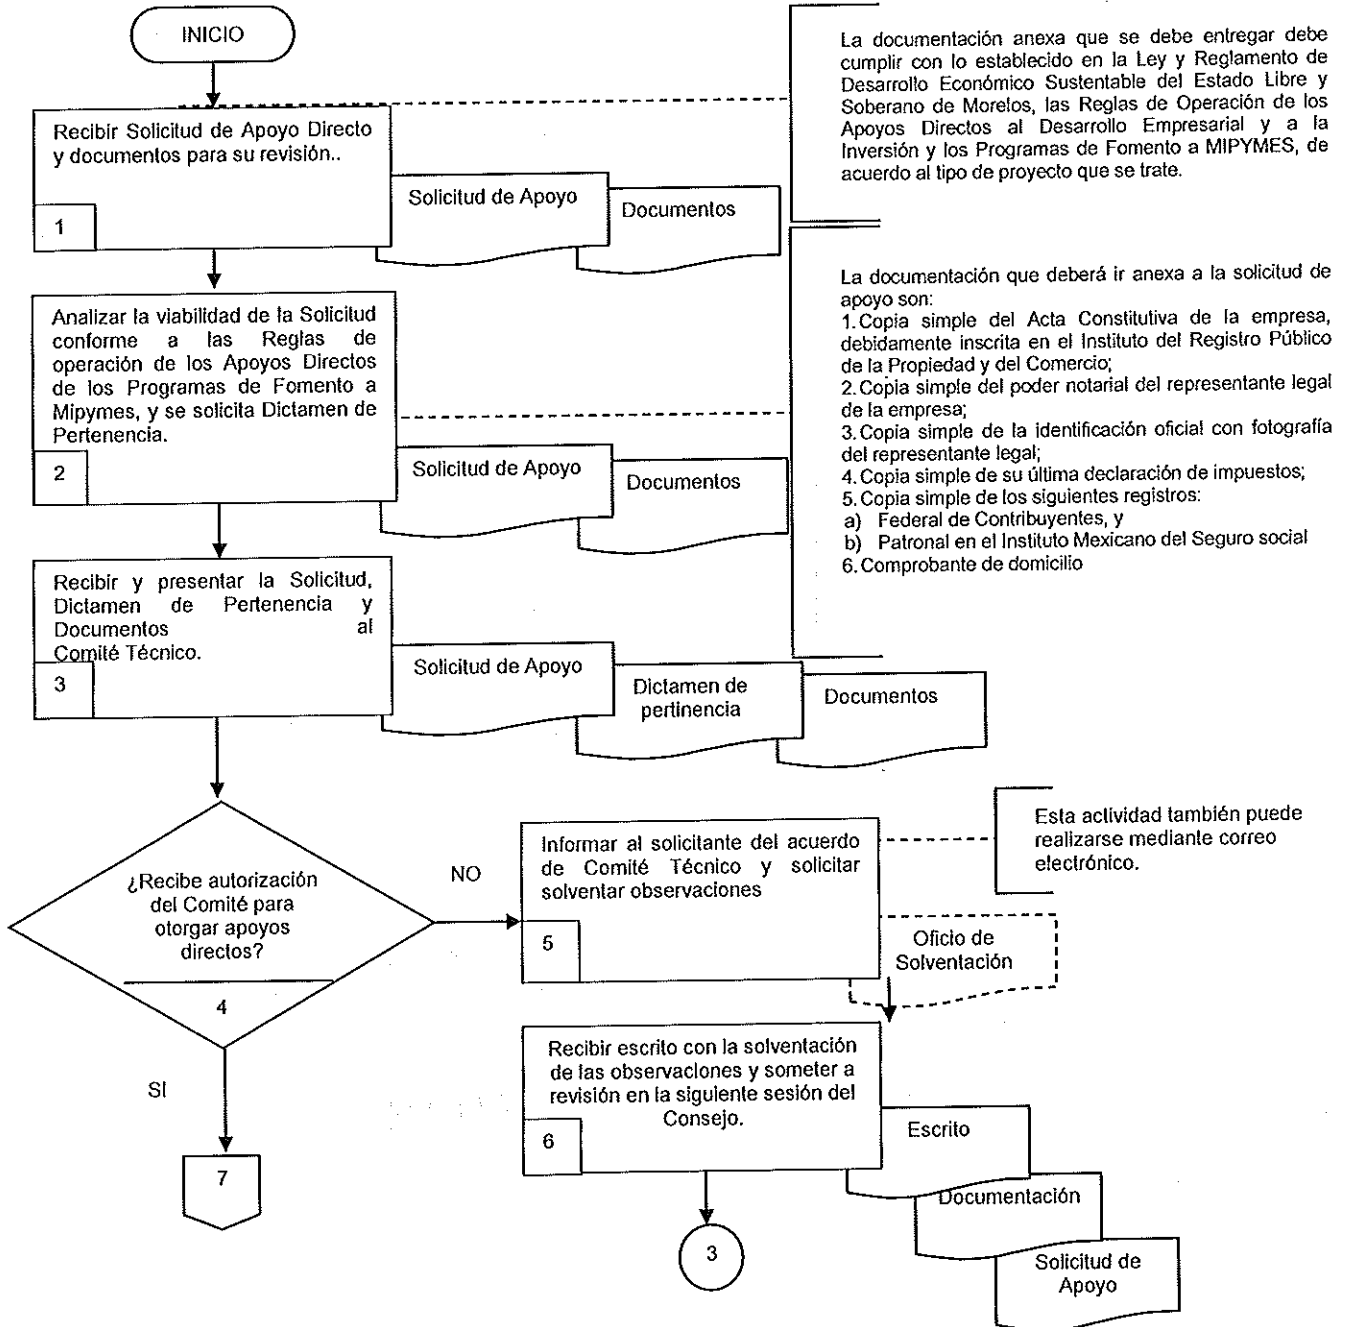 INICIO
La documentación anexa que se debe entregar debe
cumplir con lo establecido en la Ley y Reglamento de
Desarrollo Económico Sustentable del Estado Libre y
Soberano de Morelos, las Reglas de Operación de los
Apoyos Directos al Desarrollo Empresarial y a la
Inversión y los Programas de Fomento a MIPYMES, de
acuerdo al tipo de proyecto que se trate.
Recibir Solicitud de Apoyo Directo
y documentos para su revisión..
1
Solicitud de Apoyo
Documentos
La documentación que deberá ir anexa a la solicitud de
apoyo son:
1. Copia simple del Acta Constitutiva de la empresa,
debidamente inscrita en el Instituto del Registro Público
de la Propiedad y del Comercio;
2. Copia simple del poder notarial del representante legal
de la empresa;
3. Copia simple de la identificación oficial con fotografía
del representante legal;
4. Copia simple de su última declaración de impuestos;
5. Copia simple de los siguientes registros:
a) Federal de Contribuyentes, y
b) Patronal en el Instituto Mexicano del Seguro social
6. Comprobante de domicilio
Analizar la viabilidad de la Solicitud
conforme a las Reglas de
operación de los Apoyos Directos
de los Programas de Fomento a
Mipymes, y se solicita Dictamen de
Pertenencia.
2
Solicitud de Apoyo
Documentos
Recibir y presentar la Solicitud,
Dictamen de Pertenencia y
Documentos al
Comité Técnico.
3
Solicitud de Apoyo
Dictamen de
pertinencia
Documentos
¿Recibe autorización
del Comité para
otorgar apoyos
directos?
4
NO
SI
7
Informar al solicitante del acuerdo
de Comité Técnico y solicitar
solventar observaciones
5
Esta actividad también puede
realizarse mediante correo
electrónico.
Oficio de
Solventación
Recibir escrito con la solventación
de las observaciones y someter a
revisión en la siguiente sesión del
Consejo.
6
Escrito
Documentación
Solicitud de
Apoyo
3